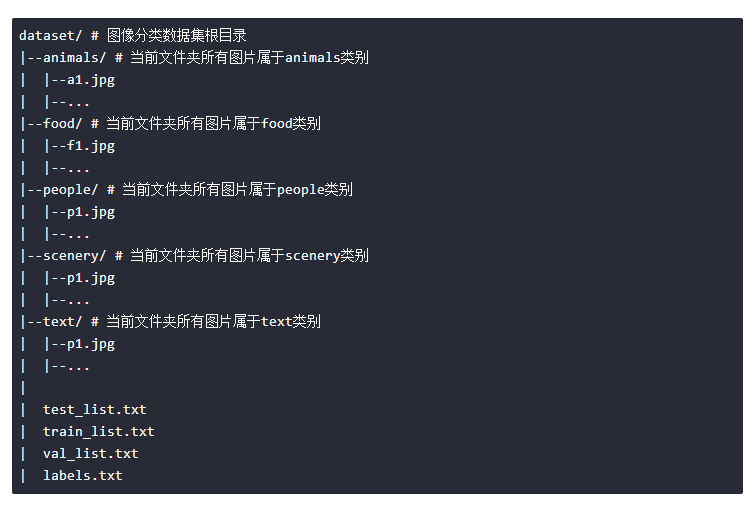 dataset/ # 图像分类数据集根目录
|--animals/ # 当前文件夹所有图片属于animals类别
|  |--a1.jpg
|  |--...
|--food/ # 当前文件夹所有图片属于food类别
|  |--f1.jpg
|  |--...
|--people/ # 当前文件夹所有图片属于people类别
|  |--p1.jpg
|  |--...
|--scenery/ # 当前文件夹所有图片属于scenery类别
|  |--p1.jpg
|  |--...
|--text/ # 当前文件夹所有图片属于text类别
|  |--p1.jpg
|  |--...
|
|  test_list.txt
|  train_list.txt
|  val_list.txt
|  labels.txt